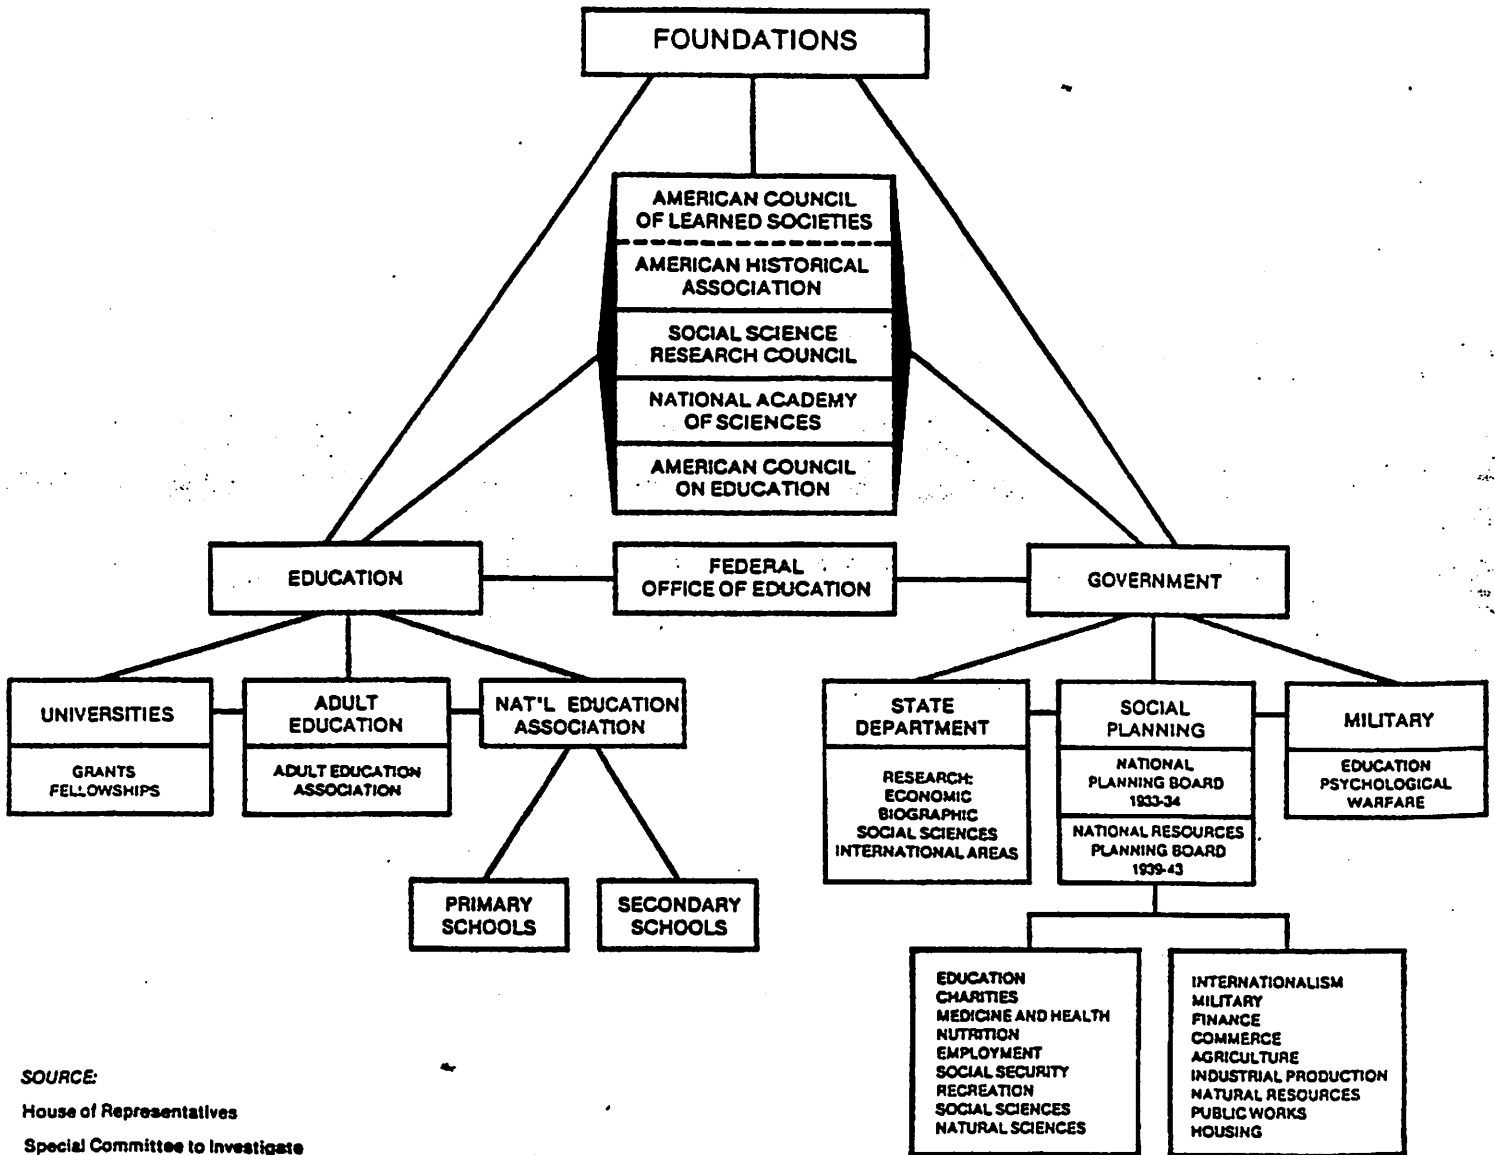 FOUNDATIONS
AMERICAN COUNCIL
OF LEARNED SOCIETIES
AMERICAN HISTORICAL
ASSOCIATION
SOCIAL SCIENCE
RESEARCH COUNCIL
NATIONAL ACADEMY
OF SCIENCES
AMERICAN COUNCIL
ON EDUCATION
EDUCATION
FEDERAL
OFFICE OF EDUCATION
GOVERNMENT
UNIVERSITIES
GRANTS
FELLOWSHIPS
ADULT
EDUCATION
ADULT EDUCATION
ASSOCIATION
NAT'L EDUCATION
ASSOCIATION
PRIMARY
SCHOOLS
SECONDARY
SCHOOLS
STATE
DEPARTMENT
RESEARCH:
ECONOMIC
BIOGRAPHIC
SOCIAL SCIENCES
INTERNATIONAL AREAS
SOCIAL
PLANNING
NATIONAL
PLANNING BOARD
1933-34
NATIONAL RESOURCES
PLANNING BOARD
1939-43
MILITARY
EDUCATION
PSYCHOLOGICAL
WARFARE
EDUCATION
CHARITIES
MEDICINE AND HEALTH
NUTRITION
EMPLOYMENT
SOCIAL SECURITY
RECREATION
SOCIAL SCIENCES
NATURAL SCIENCES
INTERNATIONALISM
MILITARY
FINANCE
COMMERCE
AGRICULTURE
INDUSTRIAL PRODUCTION
NATURAL RESOURCES
PUBLIC WORKS
HOUSING
SOURCE:
House of Representatives
Special Committee to Investigate